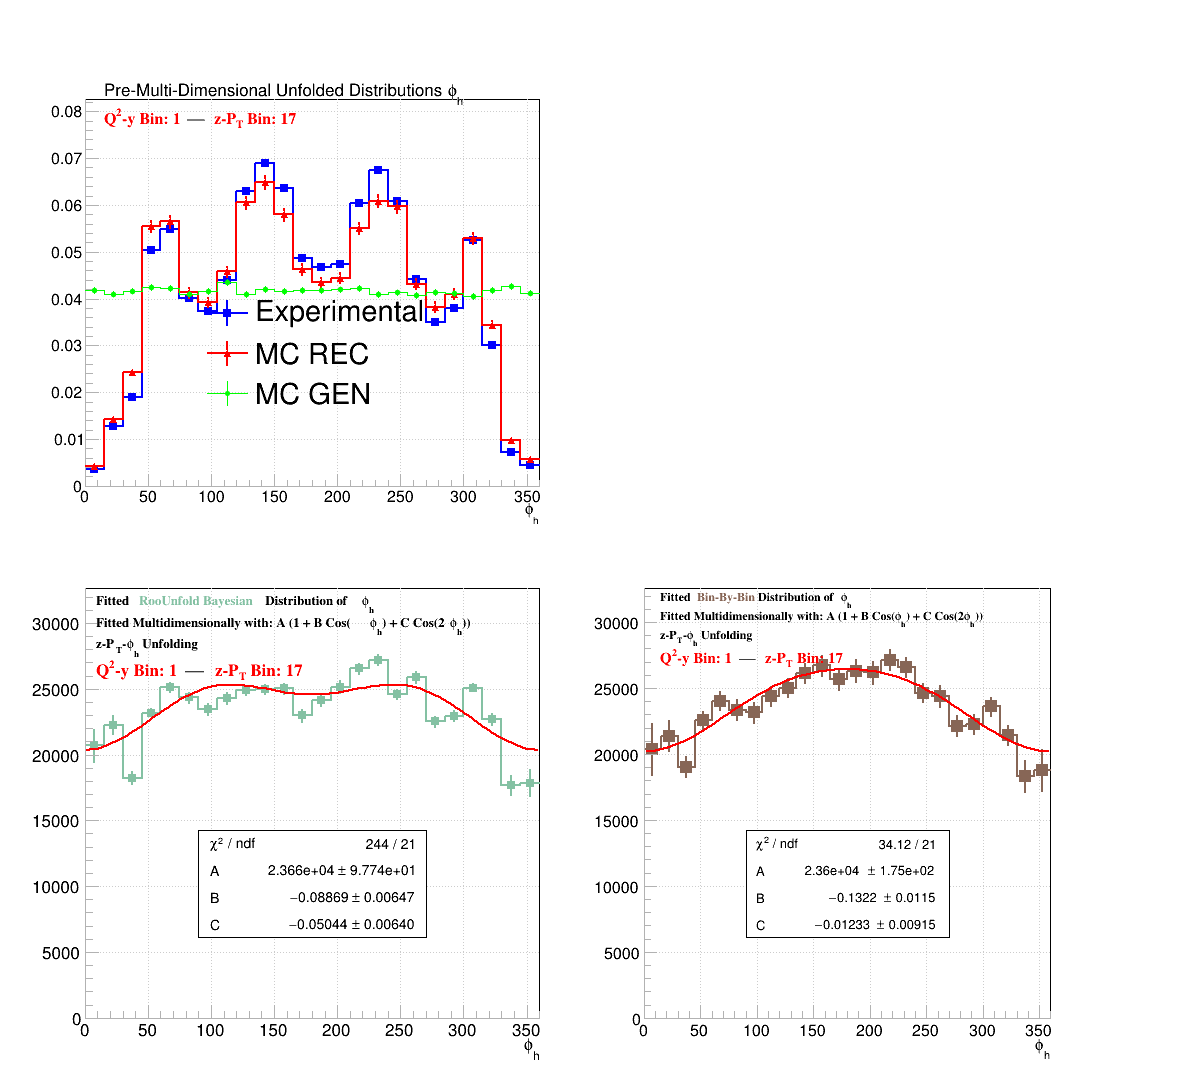 Pre-Multi-Dimensional Unfolded Distributions ϕh
Q²-y Bin: 1 — z-PT Bin: 17
0.08
0.07
0.06
0.05
0.04
0.03
0.02
0.01
0
Experimental
MC REC
MC GEN
0 50 100 150 200 250 300 350
ϕh
Fitted RooUnfold Bayesian Distribution of ϕh
Fitted Multidimensionally with: A (1 + B Cos( ϕh) + C Cos(2 ϕh))
z-PT-ϕh Unfolding
Q²-y Bin: 1 — z-PT Bin: 17
30000
25000
20000
15000
10000
5000
0
χ² / ndf 244 / 21
A 2.366e+04 ± 9.774e+01
B −0.08869 ± 0.00647
C −0.05044 ± 0.00640
0 50 100 150 200 250 300 350
ϕh
Fitted Bin-By-Bin Distribution of ϕh
Fitted Multidimensionally with: A (1 + B Cos(ϕh) + C Cos(2ϕh))
z-PT-ϕh Unfolding
Q²-y Bin: 1 — z-PT Bin: 17
30000
25000
20000
15000
10000
5000
0
χ² / ndf 34.12 / 21
A 2.36e+04 ± 1.75e+02
B −0.1322 ± 0.0115
C −0.01233 ± 0.00915
0 50 100 150 200 250 300 350
ϕh